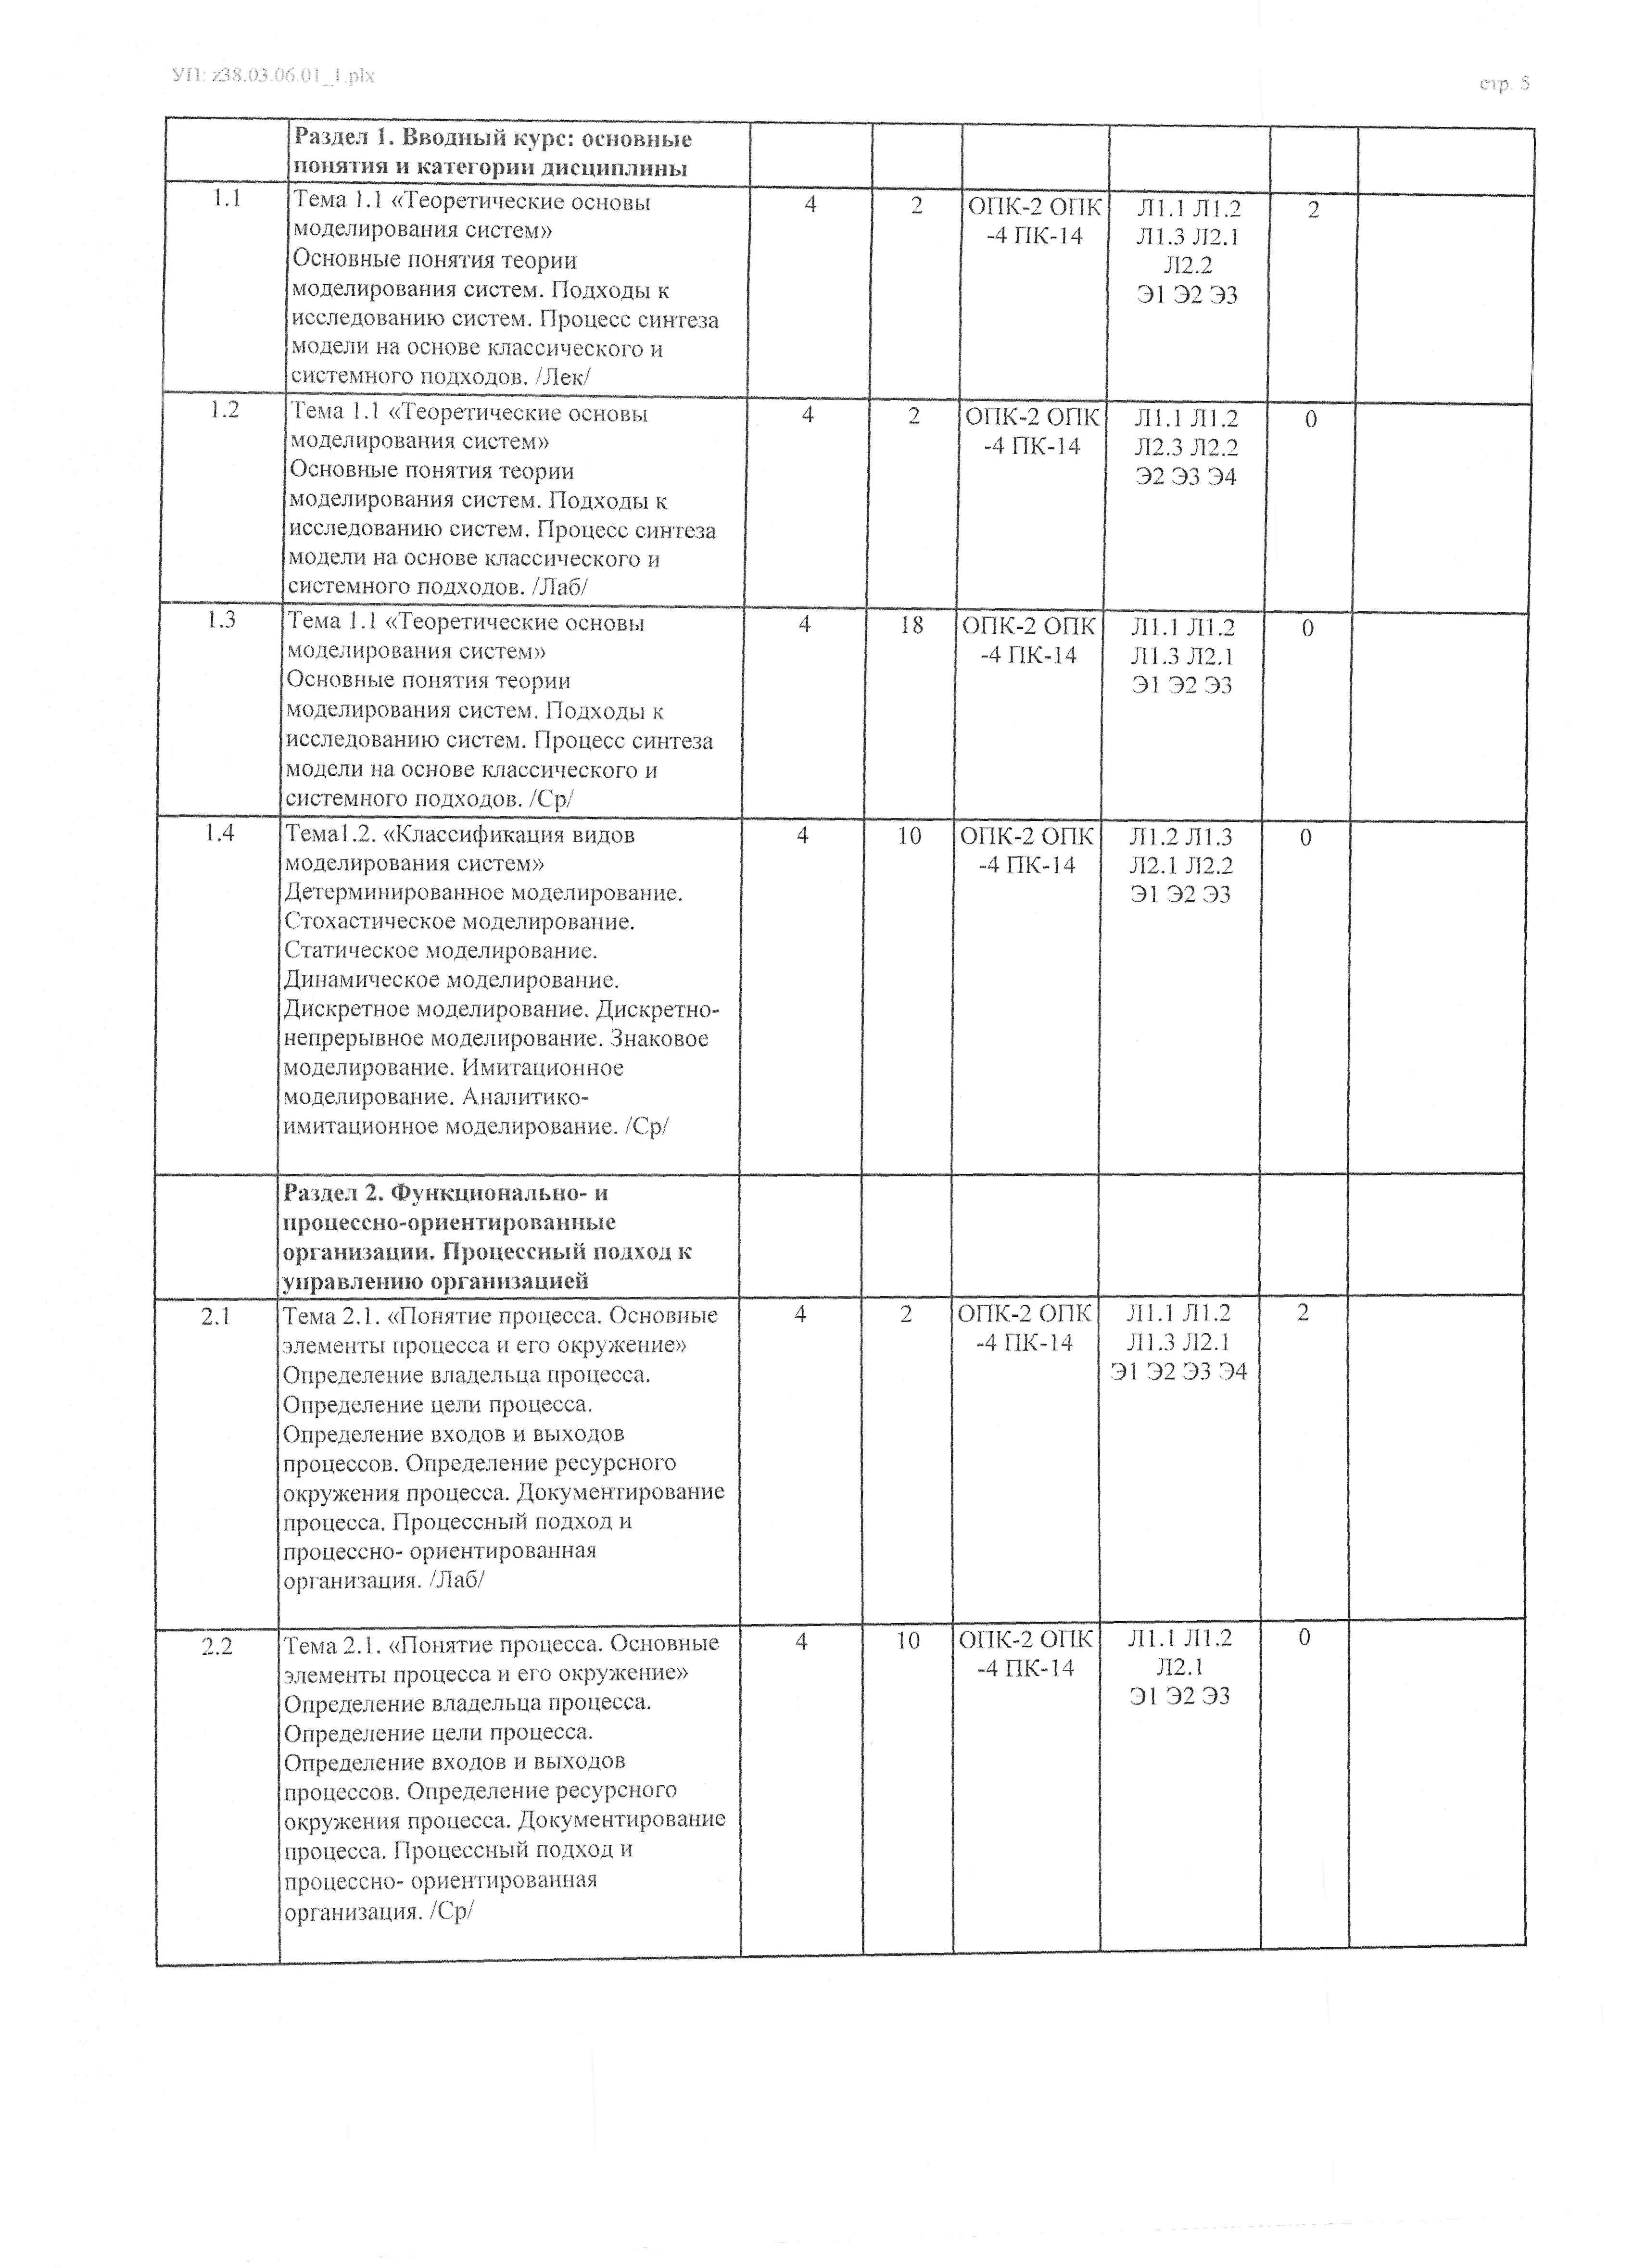 УП: z38.03.06.01_1.plx
стр. 5
Раздел 1. Вводный курс: основные
понятия и категории дисциплины
1.1 Тема 1.1 «Теоретические основы 4 2 ОПК-2 ОПК Л1.1 Л1.2 2
моделирования систем» -4 ПК-14 Л1.3 Л2.1
Основные понятия теории Л2.2
моделирования систем. Подходы к Э1 Э2 Э3
исследованию систем. Процесс синтеза
модели на основе классического и
системного подходов. /Лек/
1.2 Тема 1.1 «Теоретические основы 4 2 ОПК-2 ОПК Л1.1 Л1.2 0
моделирования систем» -4 ПК-14 Л2.3 Л2.2
Основные понятия теории Э2 Э3 Э4
моделирования систем. Подходы к
исследованию систем. Процесс синтеза
модели на основе классического и
системного подходов. /Лаб/
1.3 Тема 1.1 «Теоретические основы 4 18 ОПК-2 ОПК Л1.1 Л1.2 0
моделирования систем» -4 ПК-14 Л1.3 Л2.1
Основные понятия теории Э1 Э2 Э3
моделирования систем. Подходы к
исследованию систем. Процесс синтеза
модели на основе классического и
системного подходов. /Ср/
1.4 Тема1.2. «Классификация видов 4 10 ОПК-2 ОПК Л1.2 Л1.3 0
моделирования систем» -4 ПК-14 Л2.1 Л2.2
Детерминированное моделирование. Э1 Э2 Э3
Стохастическое моделирование.
Статическое моделирование.
Динамическое моделирование.
Дискретное моделирование. Дискретно-
непрерывное моделирование. Знаковое
моделирование. Имитационное
моделирование. Аналитико-
имитационное моделирование. /Ср/
Раздел 2. Функционально- и
процессно-ориентированные
организации. Процессный подход к
управлению организацией
2.1 Тема 2.1. «Понятие процесса. Основные 4 2 ОПК-2 ОПК Л1.1 Л1.2 2
элементы процесса и его окружение» -4 ПК-14 Л1.3 Л2.1
Определение владельца процесса. Э1 Э2 Э3 Э4
Определение цели процесса.
Определение входов и выходов
процессов. Определение ресурсного
окружения процесса. Документирование
процесса. Процессный подход и
процессно- ориентированная
организация. /Лаб/
2.2 Тема 2.1. «Понятие процесса. Основные 4 10 ОПК-2 ОПК Л1.1 Л1.2 0
элементы процесса и его окружение» -4 ПК-14 Л2.1
Определение владельца процесса. Э1 Э2 Э3
Определение цели процесса.
Определение входов и выходов
процессов. Определение ресурсного
окружения процесса. Документирование
процесса. Процессный подход и
процессно- ориентированная
организация. /Ср/